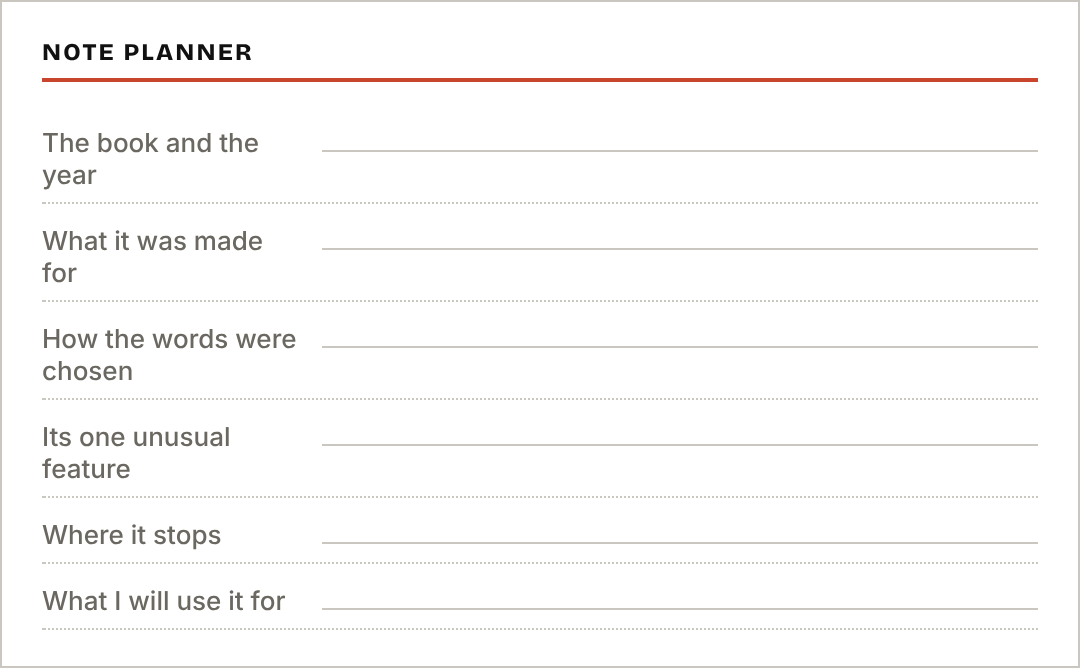 NOTE PLANNER
The book and the
year
What it was made
for
How the words were
chosen
Its one unusual
feature
Where it stops
What I will use it for